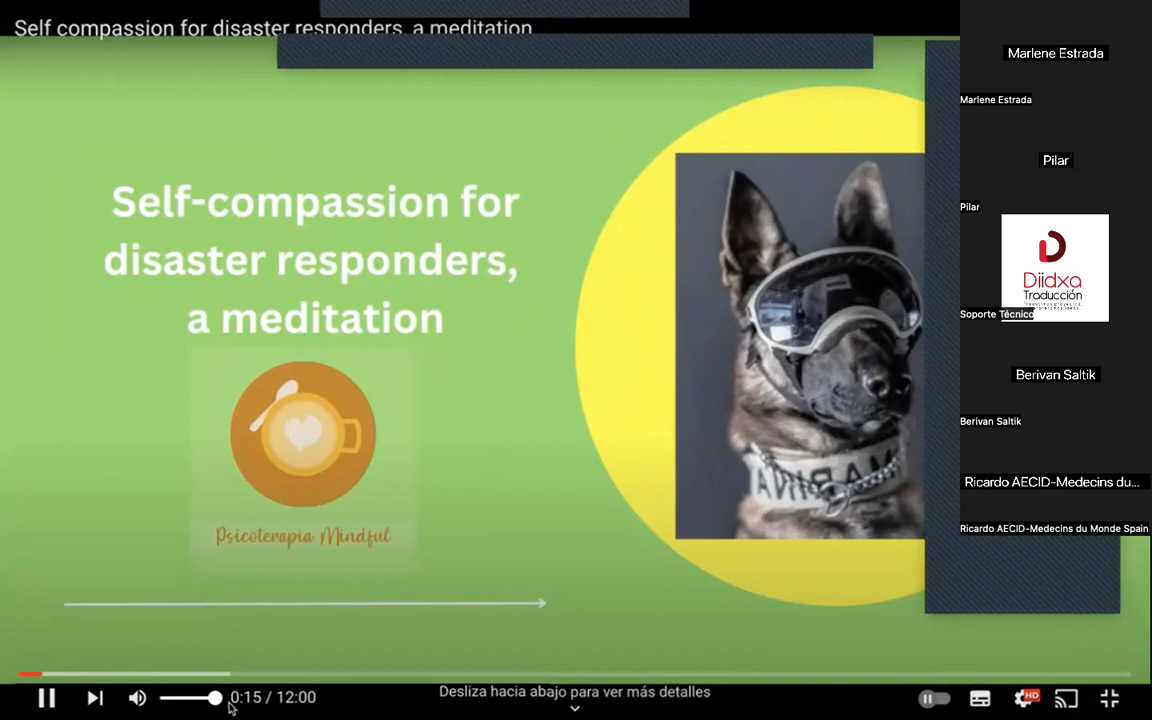 Self compassion for disaster responders, a meditation
Self-compassion for
disaster responders,
a meditation
Psicoterapia Mindful
MARINA
Marlene Estrada
Marlene Estrada
Pilar
Pilar
Diidxa
Traducción
Soporte Técnico
Berivan Saltik
Berivan Saltik
Ricardo AECID-Medecins du...
Ricardo AECID-Medecins du Monde Spain
0:15 / 12:00
Desliza hacia abajo para ver más detalles
HD